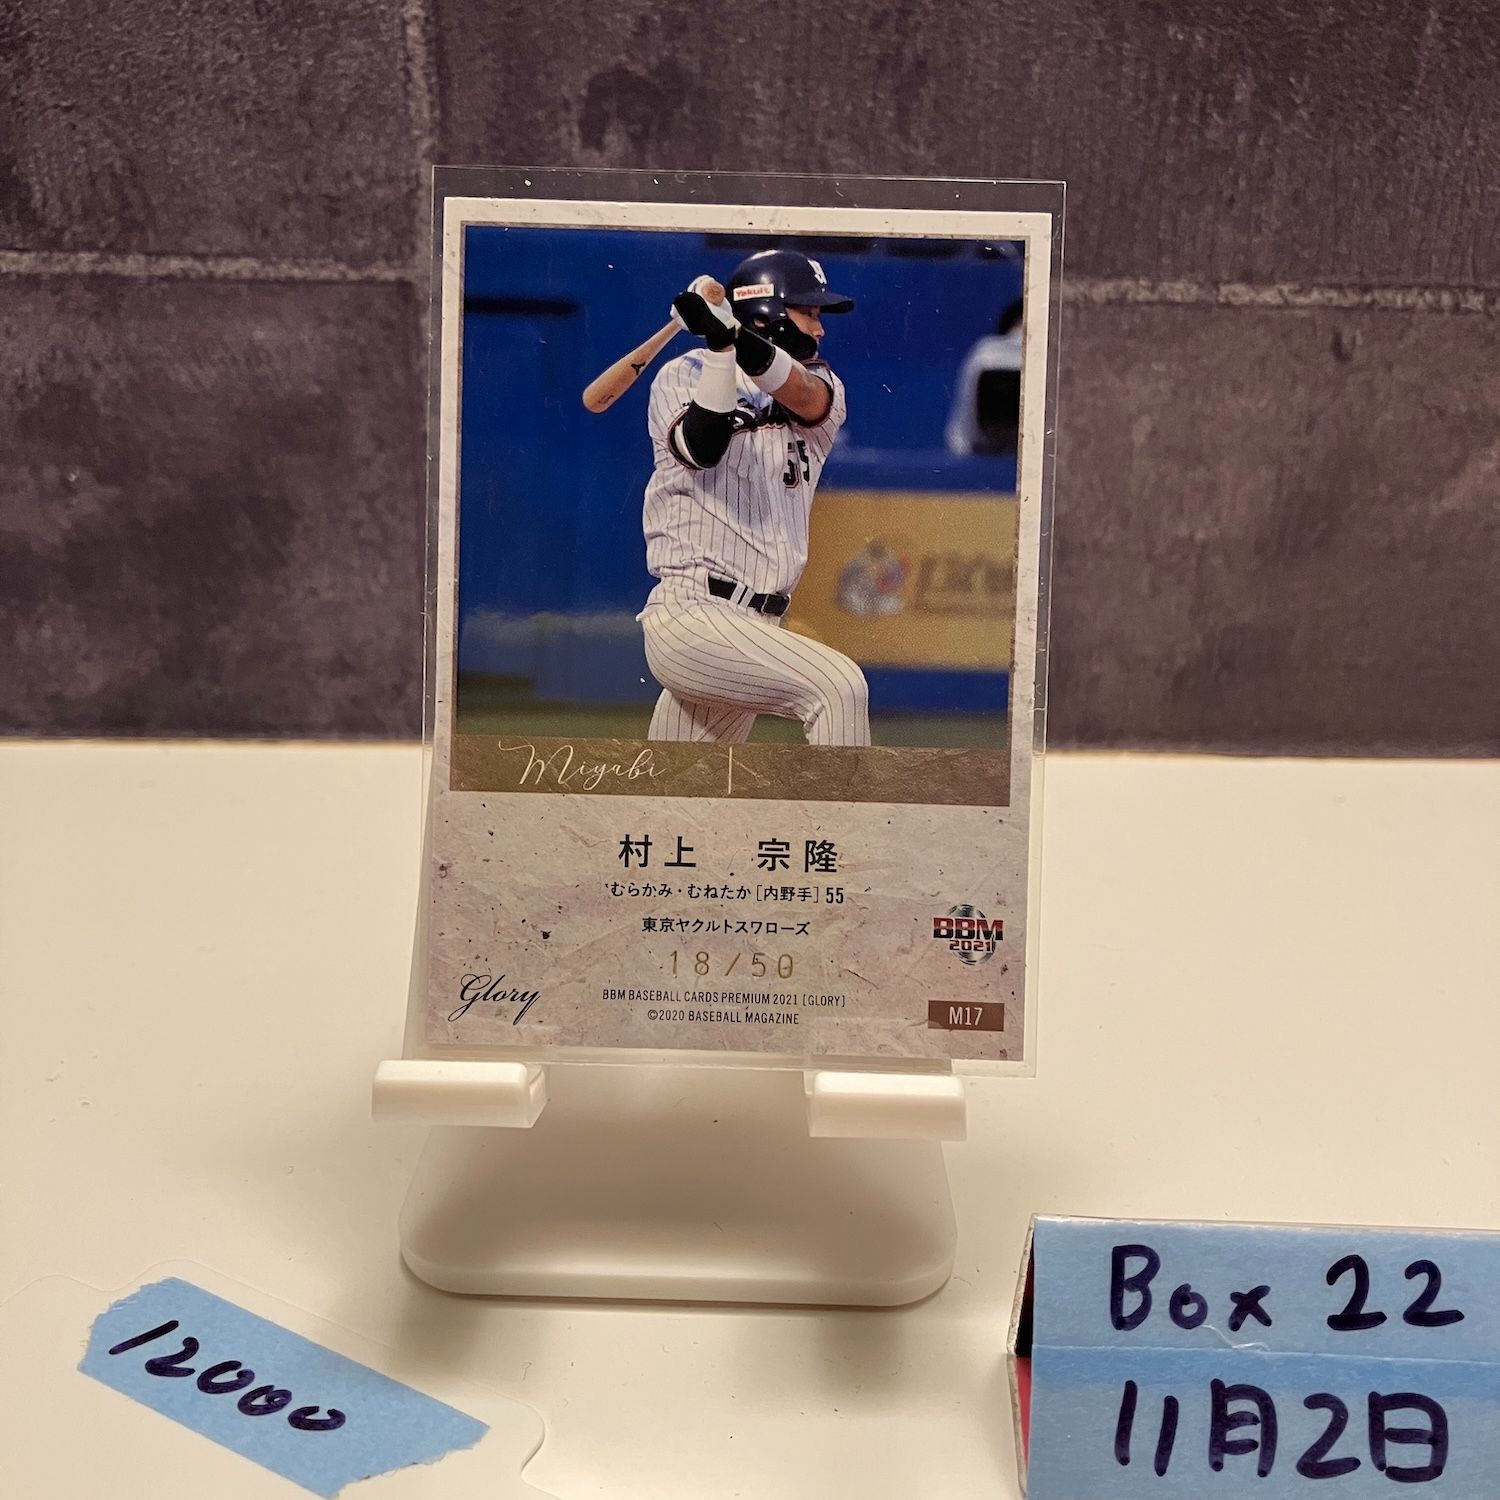 Yakult
55
Miyabi
村上 宗隆
むらかみ・むねたか［内野手］55
東京ヤクルトスワローズ
BBM
2021
18/50
Glory
BBM BASEBALL CARDS PREMIUM 2021 [GLORY]
©2020 BASEBALL MAGAZINE
M17
12000
Box 22
11月2日